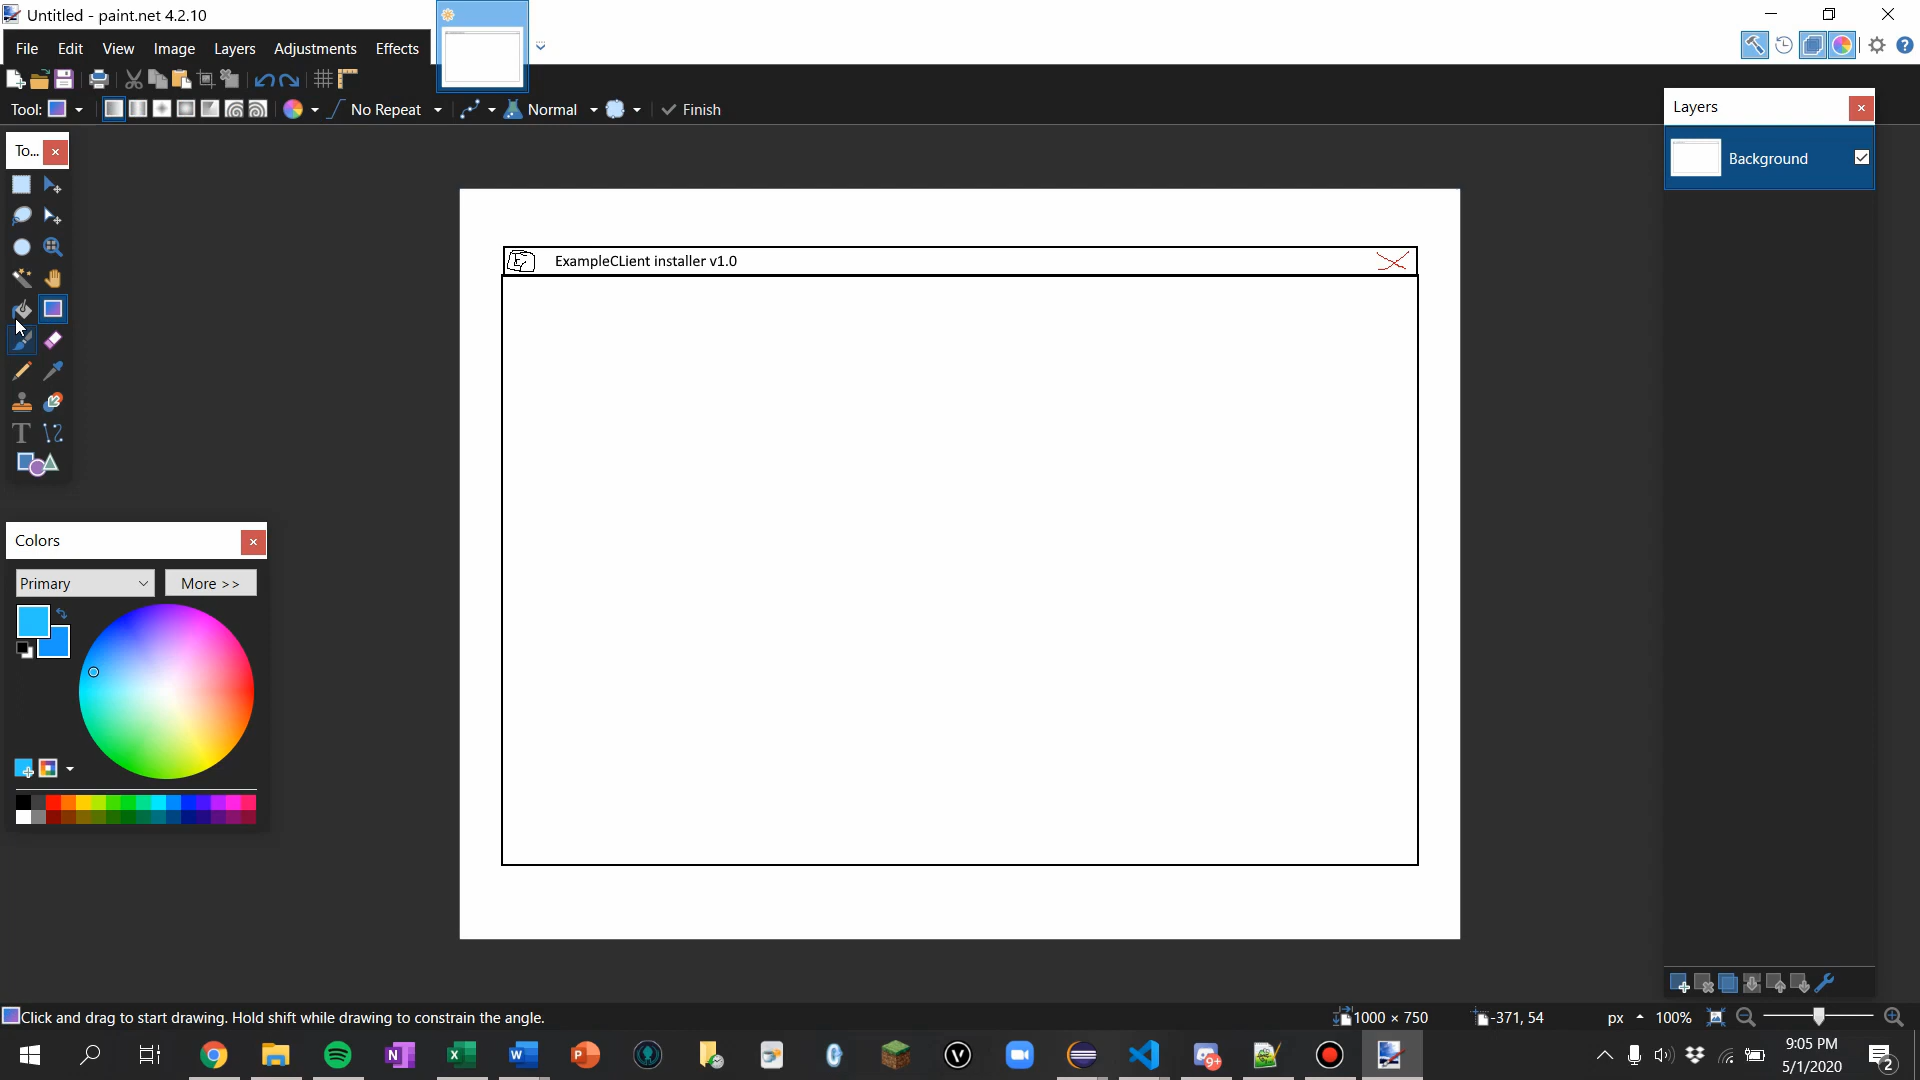 Untitled - paint.net 4.2.10
File Edit View Image Layers Adjustments Effects
Tool: No Repeat Normal Finish
To...
Layers
Background
E ExampleCLient installer v1.0
Colors
Primary More >>
Click and drag to start drawing. Hold shift while drawing to constrain the angle.
1000 × 750 -371, 54 px 100%
9:05 PM
5/1/2020
2